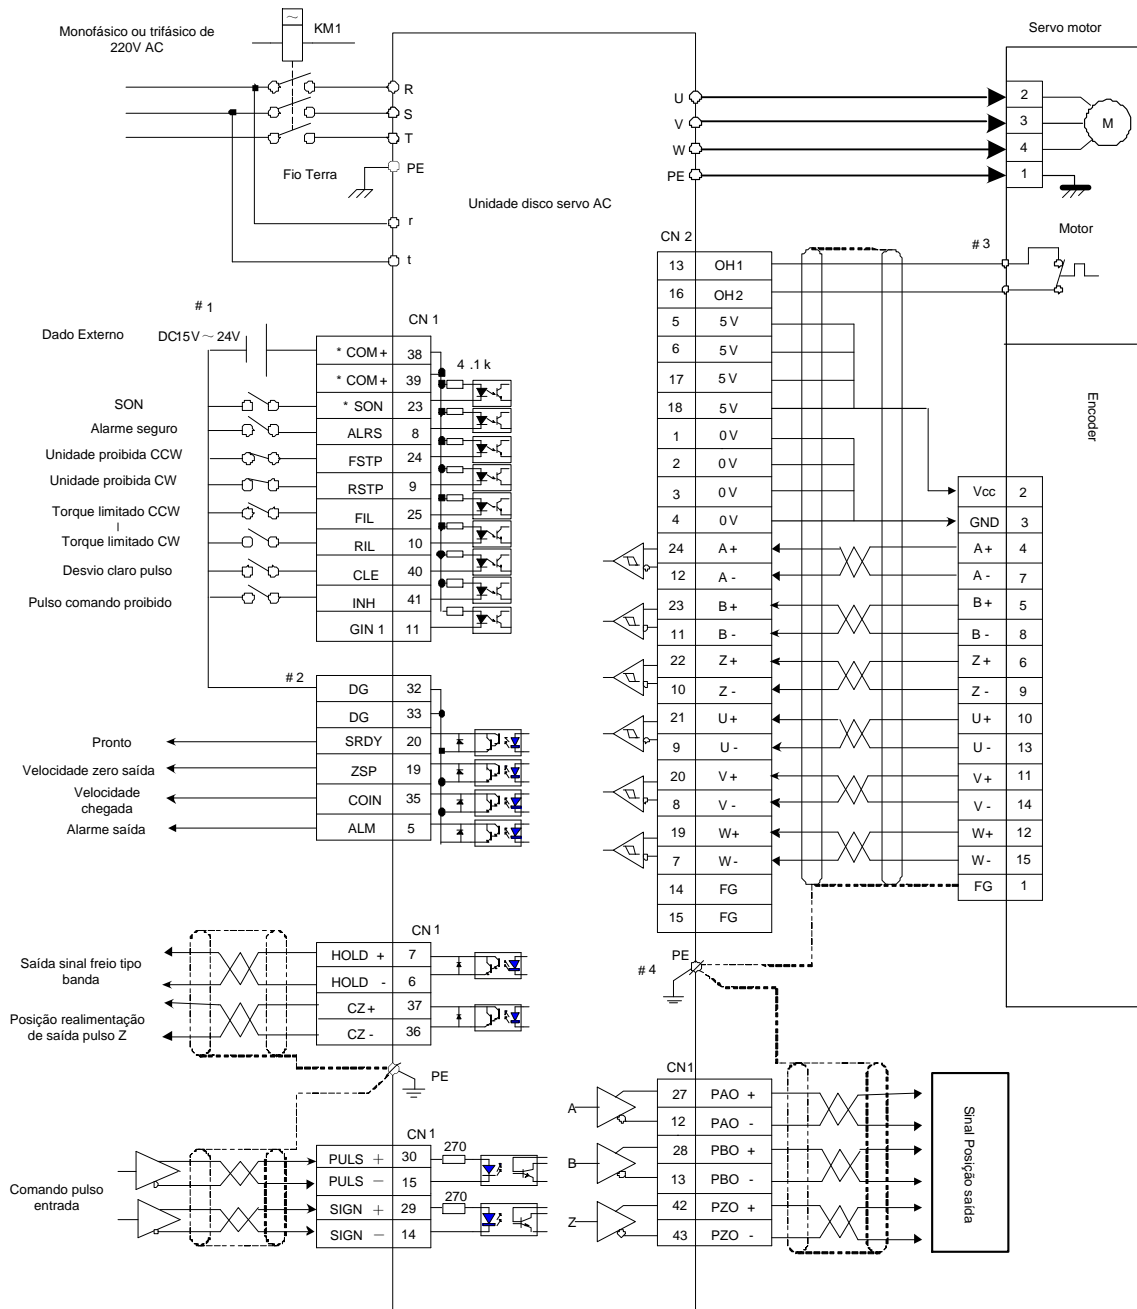 Monofásico ou trifásico de
220V AC
~
KM1
R
S
T
PE
Fio Terra
r
t
Unidade disco servo AC
Servo motor
U
V
W
PE
2
3
4
1
M
Motor
# 3
Encoder
# 1
Dado Externo
DC15V ~ 24V
CN 1
* COM + 38
* COM + 39
* SON 23
ALRS 8
FSTP 24
RSTP 9
FIL 25
RIL 10
CLE 40
INH 41
GIN 1 11
4 .1 k
SON
Alarme seguro
Unidade proibida CCW
Unidade proibida CW
Torque limitado CCW
Torque limitado CW
Desvio claro pulso
Pulso comando proibido
# 2
DG 32
DG 33
SRDY 20
ZSP 19
COIN 35
ALM 5
Pronto
Velocidade zero saída
Velocidade
chegada
Alarme saída
CN 1
HOLD + 7
HOLD - 6
CZ + 37
CZ - 36
Saída sinal freio tipo
banda
Posição realimentação
de saída pulso Z
PE
CN 1
PULS + 30
PULS − 15
SIGN + 29
SIGN − 14
270
270
Comando pulso
entrada
CN 2
13 OH1
16 OH2
5 5 V
6 5 V
17 5 V
18 5 V
1 0 V
2 0 V
3 0 V
4 0 V
24 A +
12 A -
23 B +
11 B -
22 Z +
10 Z -
21 U +
9 U -
20 V +
8 V -
19 W+
7 W -
14 FG
15 FG
Vcc 2
GND 3
A + 4
A - 7
B + 5
B - 8
Z + 6
Z - 9
U + 10
U - 13
V + 11
V - 14
W+ 12
W - 15
FG 1
PE
# 4
CN1
27 PAO +
12 PAO -
28 PBO +
13 PBO -
42 PZO +
43 PZO -
A
B
Z
Sinal Posição saída